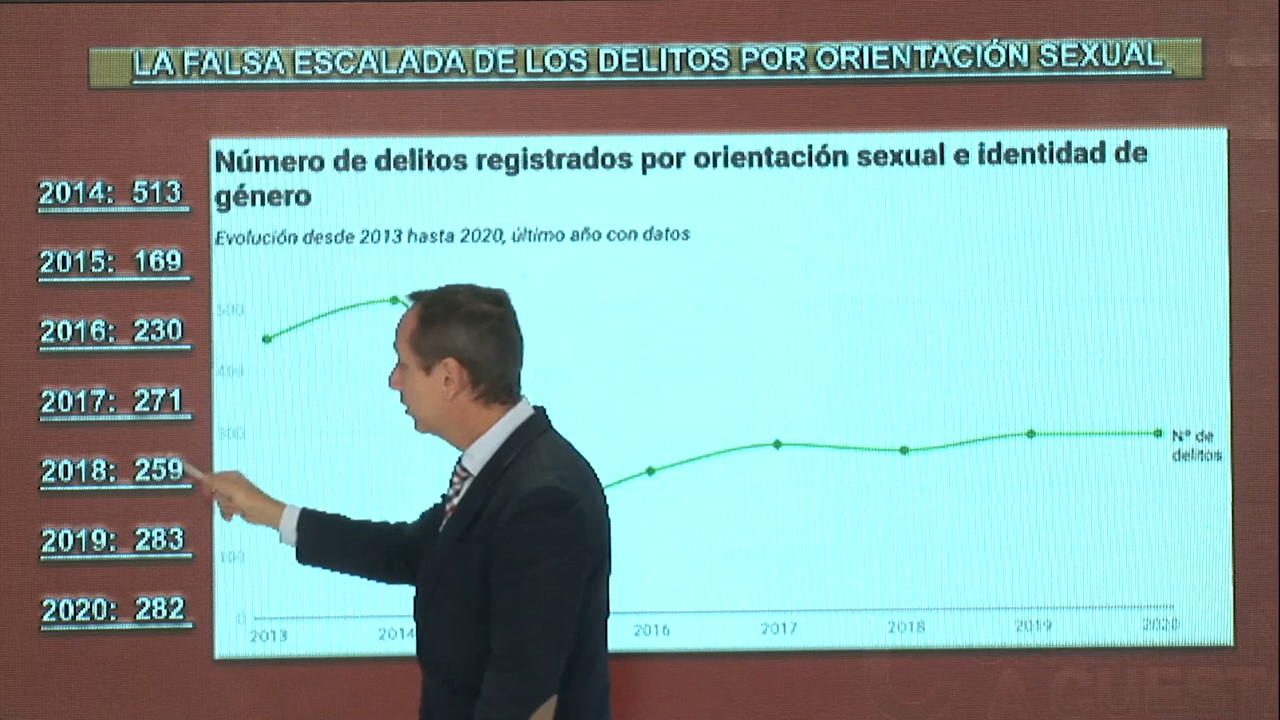 LA FALSA ESCALADA DE LOS DELITOS POR ORIENTACIÓN SEXUAL
2014: 513
2015: 169
2016: 230
2017: 271
2018: 259
2019: 283
2020: 282
Número de delitos registrados por orientación sexual e identidad de
género
Evolución desde 2013 hasta 2020, último año con datos
500
400
300
100
0
Nº de
delitos
2013
2014
2016
2017
2018
2019
2020
A CUEST